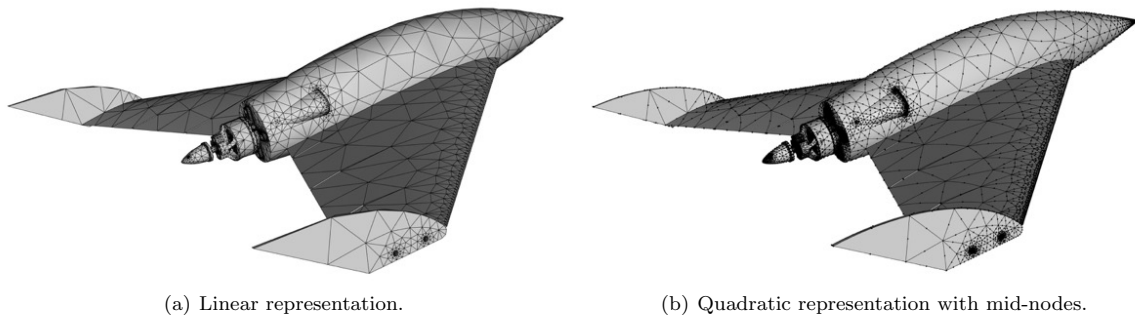 (a) Linear representation.
(b) Quadratic representation with mid-nodes.